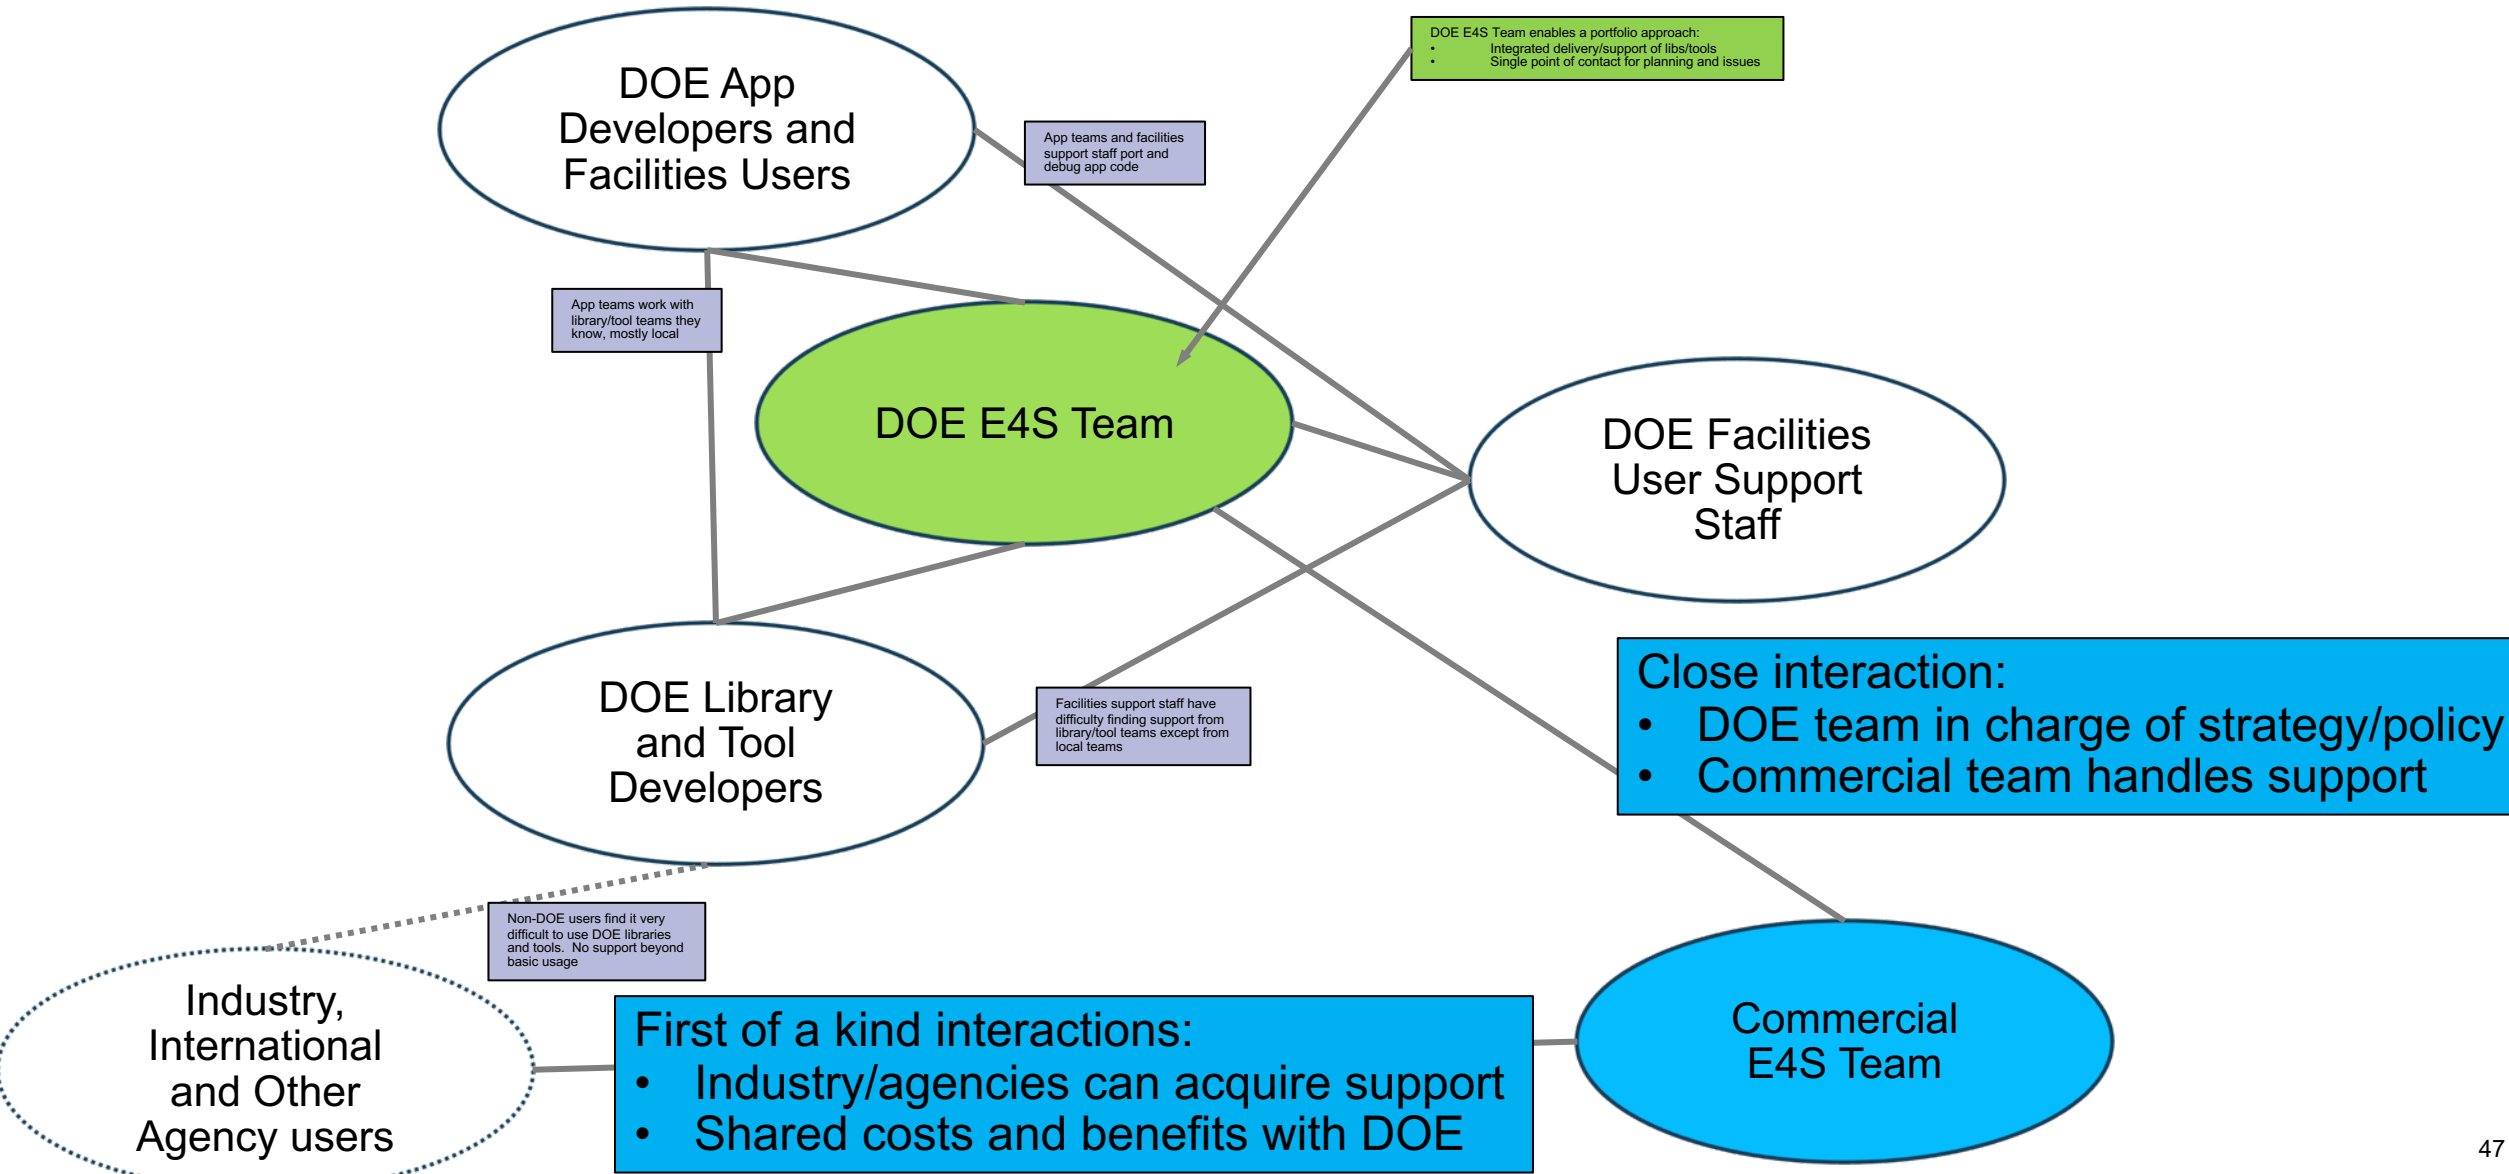 DOE E4S Team enables a portfolio approach:
• Integrated delivery/support of libs/tools
• Single point of contact for planning and issues
DOE App
Developers and
Facilities Users
App teams and facilities
support staff port and
debug app code
App teams work with
library/tool teams they
know, mostly local
DOE E4S Team
DOE Facilities
User Support
Staff
DOE Library
and Tool
Developers
Facilities support staff have
difficulty finding support from
library/tool teams except from
local teams
Close interaction:
• DOE team in charge of strategy/policy
• Commercial team handles support
Non-DOE users find it very
difficult to use DOE libraries
and tools.  No support beyond
basic usage
Industry,
International
and Other
Agency users
First of a kind interactions:
• Industry/agencies can acquire support
• Shared costs and benefits with DOE
Commercial
E4S Team
47